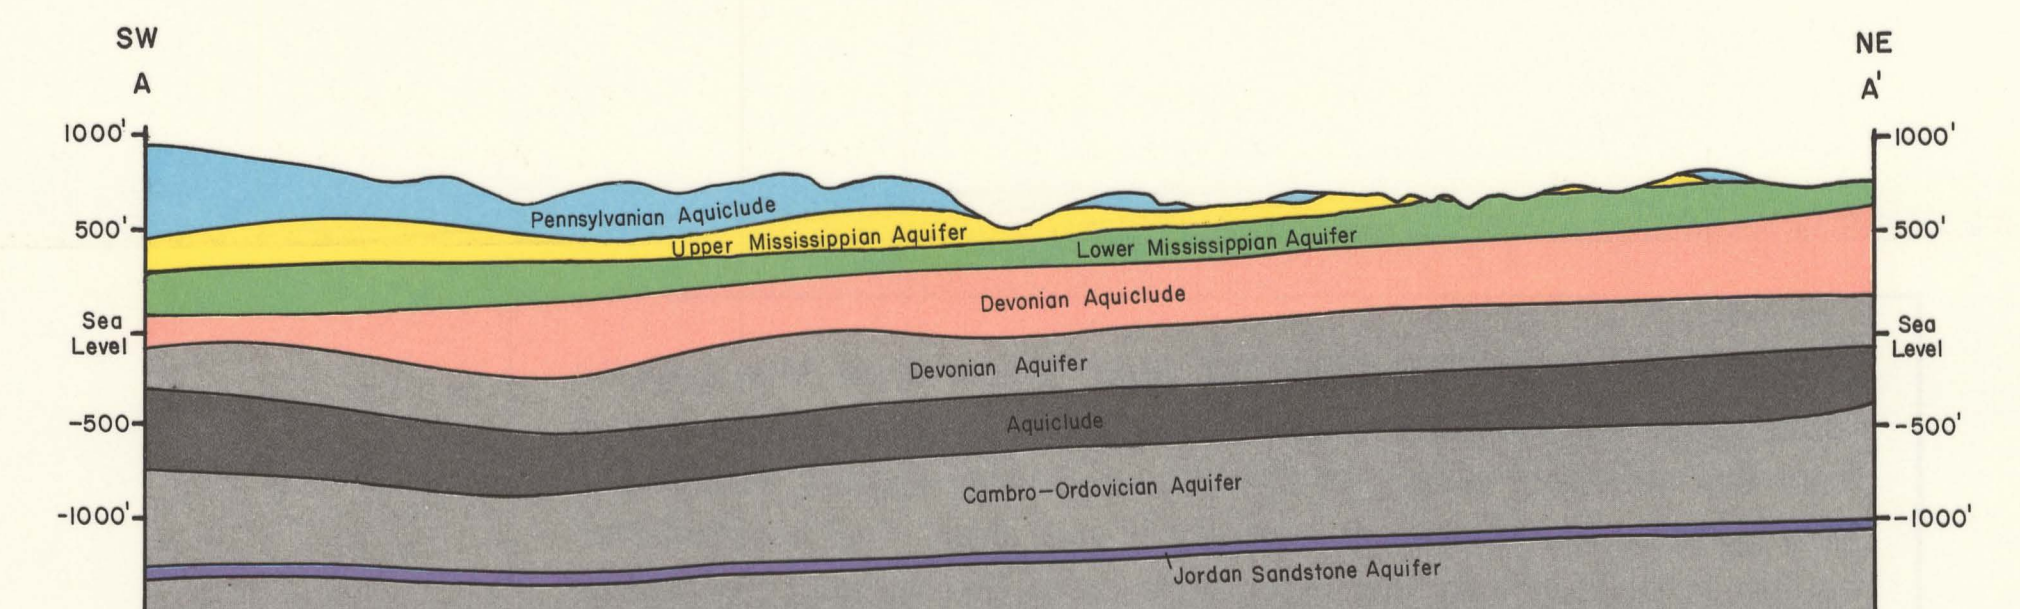 SW
NE
A
A'
1000'
1000'
500'
500'
Pennsylvanian Aquiclude
Upper Mississippian Aquifer
Lower Mississippian Aquifer
Devonian Aquiclude
Sea
Level
Sea
Level
Devonian Aquifer
Aquiclude
-500'
-500'
Cambro-Ordovician Aquifer
-1000'
-1000'
Jordan Sandstone Aquifer